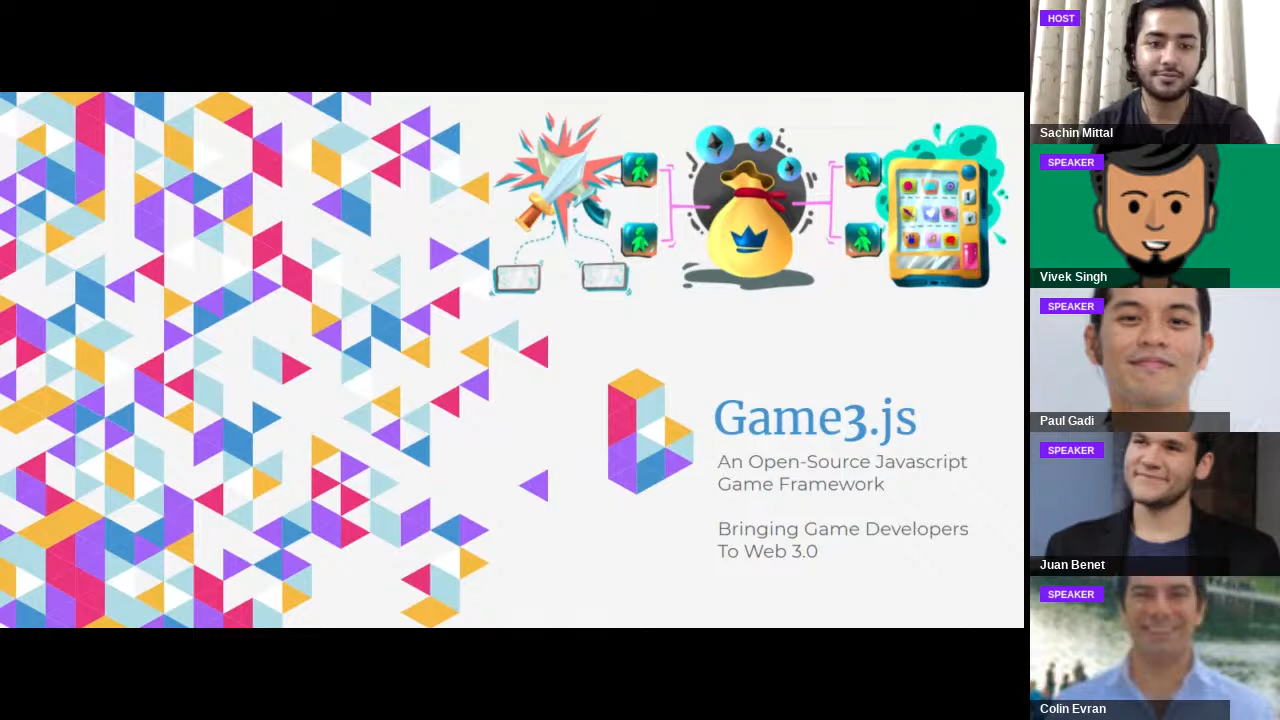 Game3.js
An Open-Source Javascript
Game Framework
Bringing Game Developers
To Web 3.0
HOST
Sachin Mittal
SPEAKER
Vivek Singh
SPEAKER
Paul Gadi
SPEAKER
Juan Benet
SPEAKER
Colin Evran